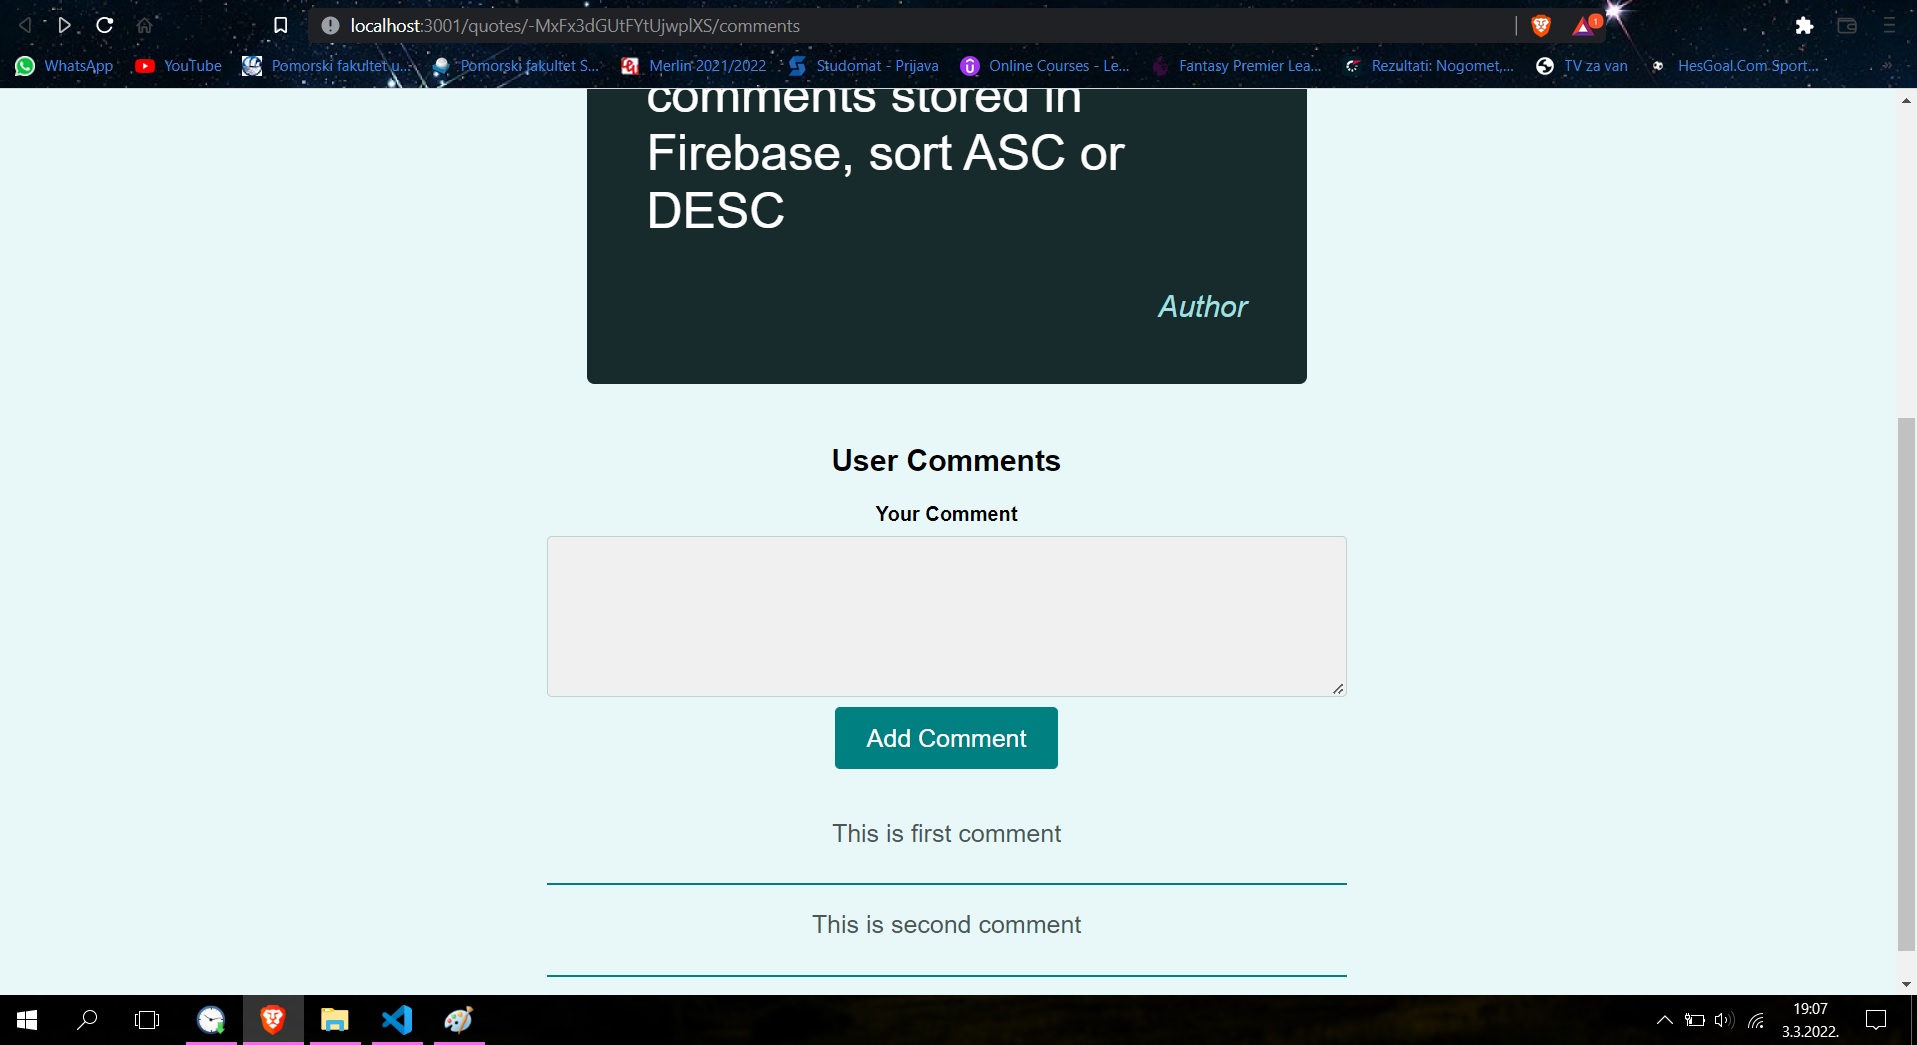 localhost:3001/quotes/-MxFx3dGUtFYtUjwplXS/comments
1
WhatsApp YouTube Pomorski fakultet u... Pomorski fakultet S... Merlin 2021/2022 Studomat - Prijava Online Courses - Le... Fantasy Premier Lea... Rezultati: Nogomet,... TV za van HesGoal.Com Sport...
comments stored in
Firebase, sort ASC or
DESC
Author
User Comments
Your Comment
Add Comment
This is first comment
This is second comment
19:07
3.3.2022.